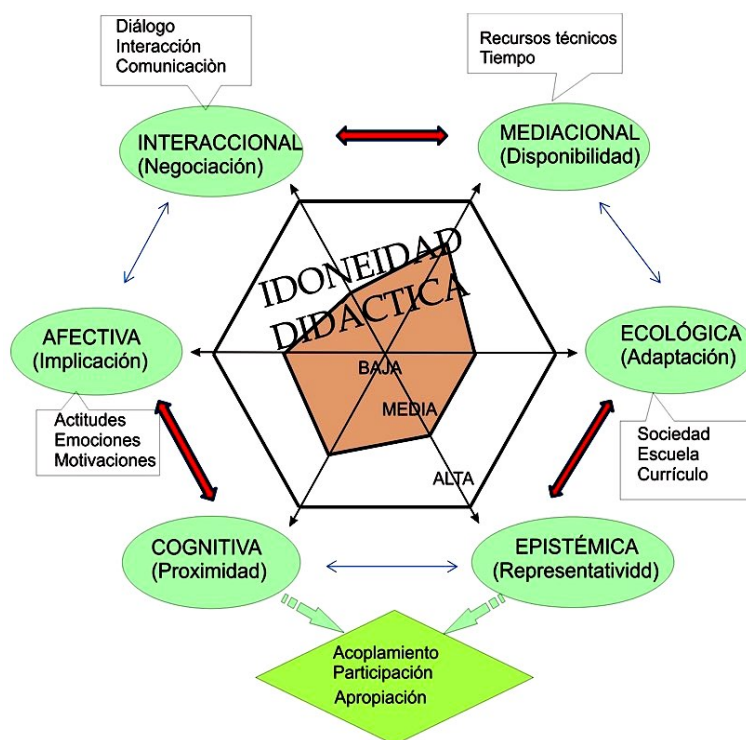 Diálogo
Interacción
Comunicaciòn
Recursos técnicos
Tiempo
INTERACCIONAL
(Negociación)
MEDIACIONAL
(Disponibilidad)
IDONEIDAD
DIDACTICA
AFECTIVA
(Implicación)
ECOLÓGICA
(Adaptación)
BAJA
MEDIA
ALTA
Actitudes
Emociones
Motivaciones
Sociedad
Escuela
Currículo
COGNITIVA
(Proximidad)
EPISTÉMICA
(Representatividd)
Acoplamiento
Participación
Apropiación